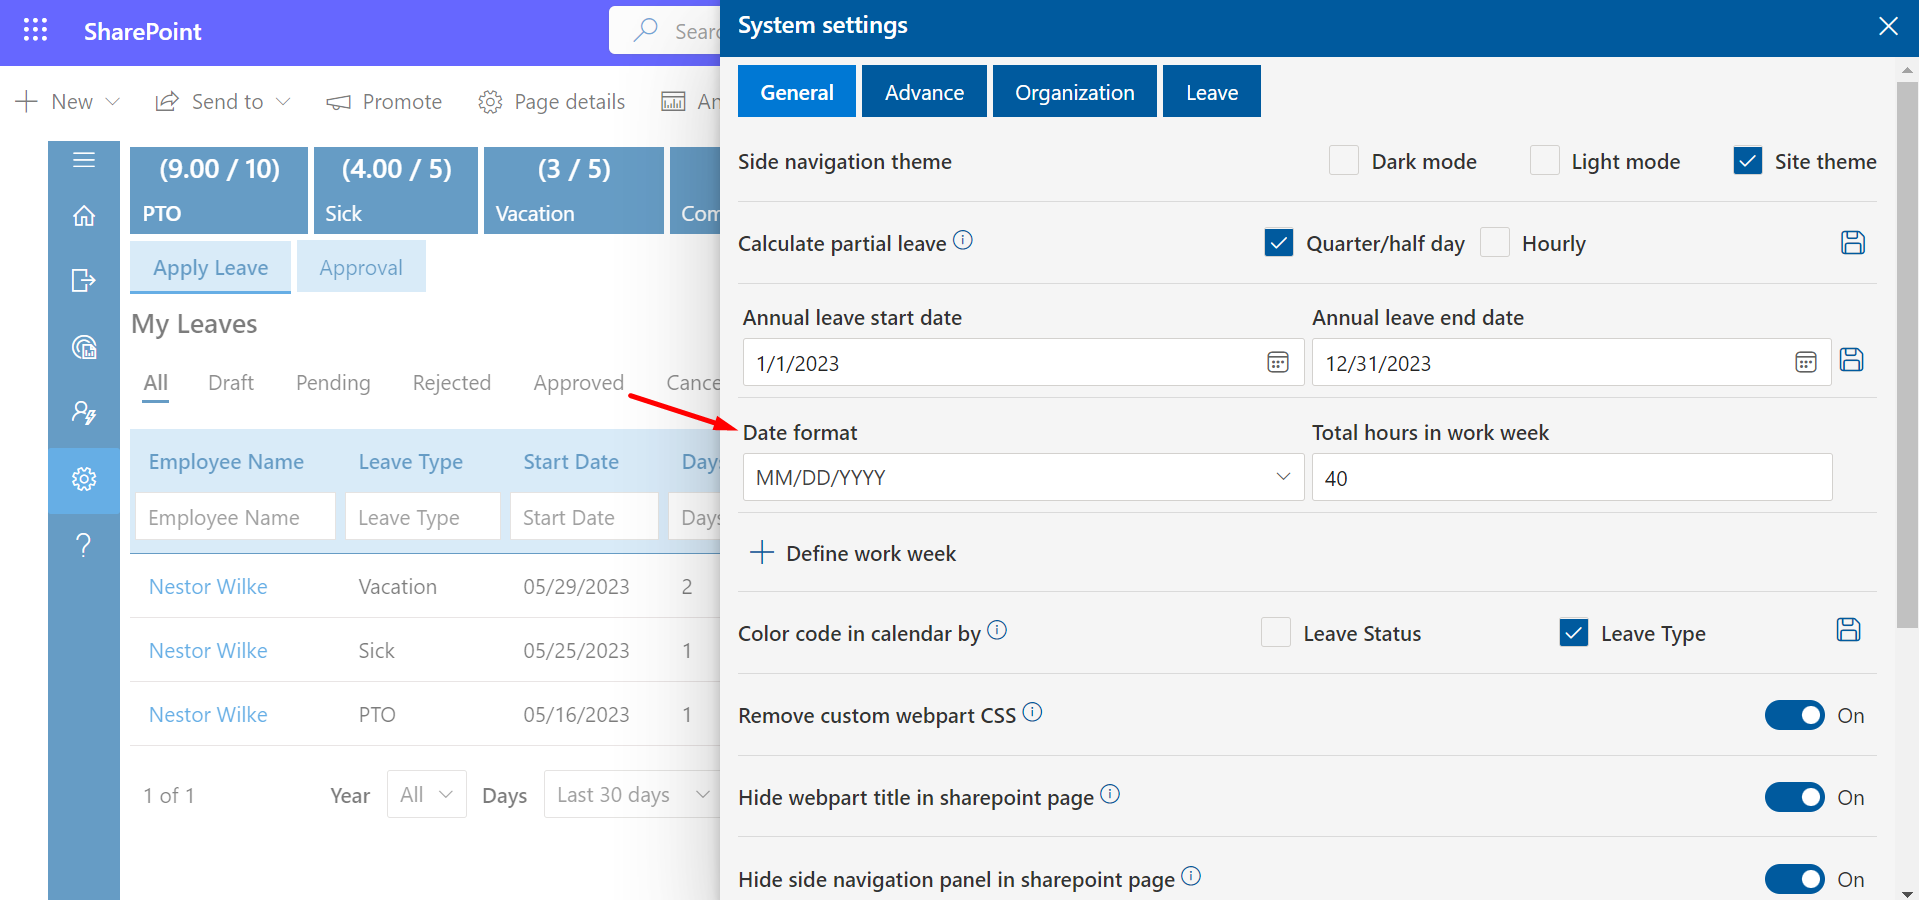 SharePoint
Sear
New
Send to
Promote
Page details
An
(9.00 / 10)
PTO
(4.00 / 5)
Sick
(3 / 5)
Vacation
Com
Apply Leave
Approval
My Leaves
All
Draft
Pending
Rejected
Approved
Cance
Employee Name
Leave Type
Start Date
Days
Employee Name
Leave Type
Start Date
Days
Nestor Wilke
Vacation
05/29/2023
2
Nestor Wilke
Sick
05/25/2023
1
Nestor Wilke
PTO
05/16/2023
1
1 of 1
Year
All
Days
Last 30 days
System settings
General
Advance
Organization
Leave
Side navigation theme
Dark mode
Light mode
Site theme
Calculate partial leave
Quarter/half day
Hourly
Annual leave start date
Annual leave end date
1/1/2023
12/31/2023
Date format
Total hours in work week
MM/DD/YYYY
40
Define work week
Color code in calendar by
Leave Status
Leave Type
Remove custom webpart CSS
On
Hide webpart title in sharepoint page
On
Hide side navigation panel in sharepoint page
On